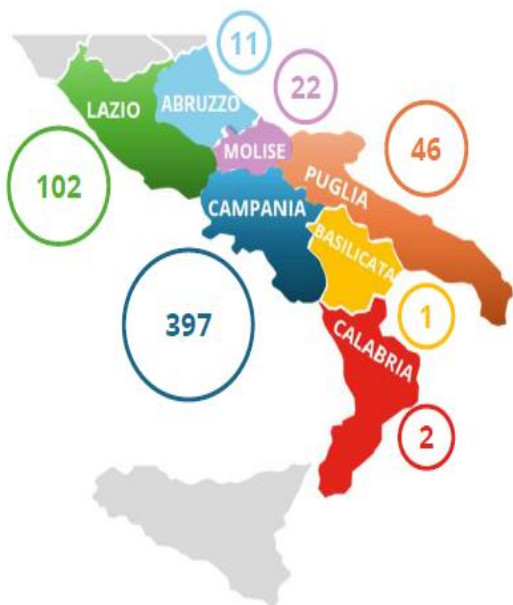 11
22
LAZIO
ABRUZZO
MOLISE
46
102
PUGLIA
CAMPANIA
BASILICATA
397
1
CALABRIA
2